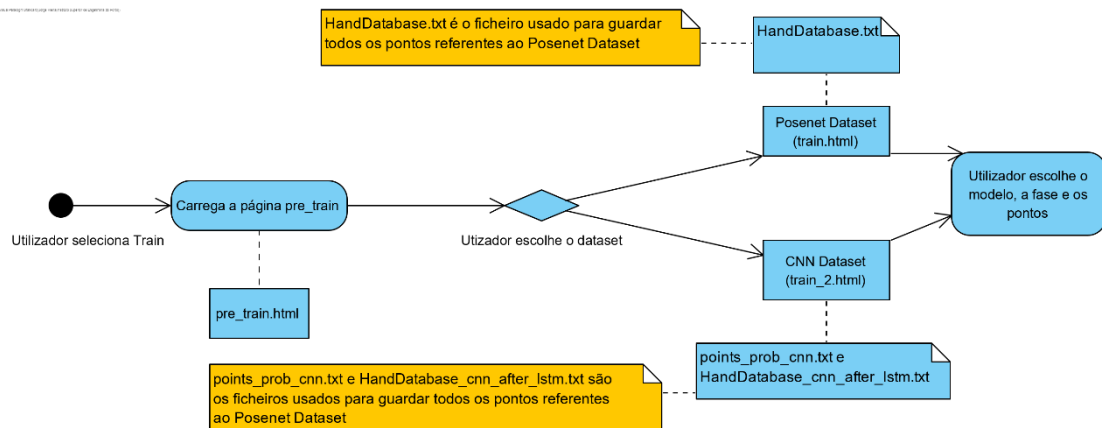 HandDatabase.txt é o ficheiro usado para guardar
todos os pontos referentes ao Posenet Dataset
HandDatabase.txt
Posenet Dataset
(train.html)
Utilizador escolhe o
modelo, a fase e os
pontos
Carrega a página pre_train
Utilizador seleciona Train
Utizador escolhe o dataset
CNN Dataset
(train_2.html)
pre_train.html
points_prob_cnn.txt e
HandDatabase_cnn_after_lstm.txt
points_prob_cnn.txt e HandDatabase_cnn_after_lstm.txt são
os ficheiros usados para guardar todos os pontos referentes
ao Posenet Dataset